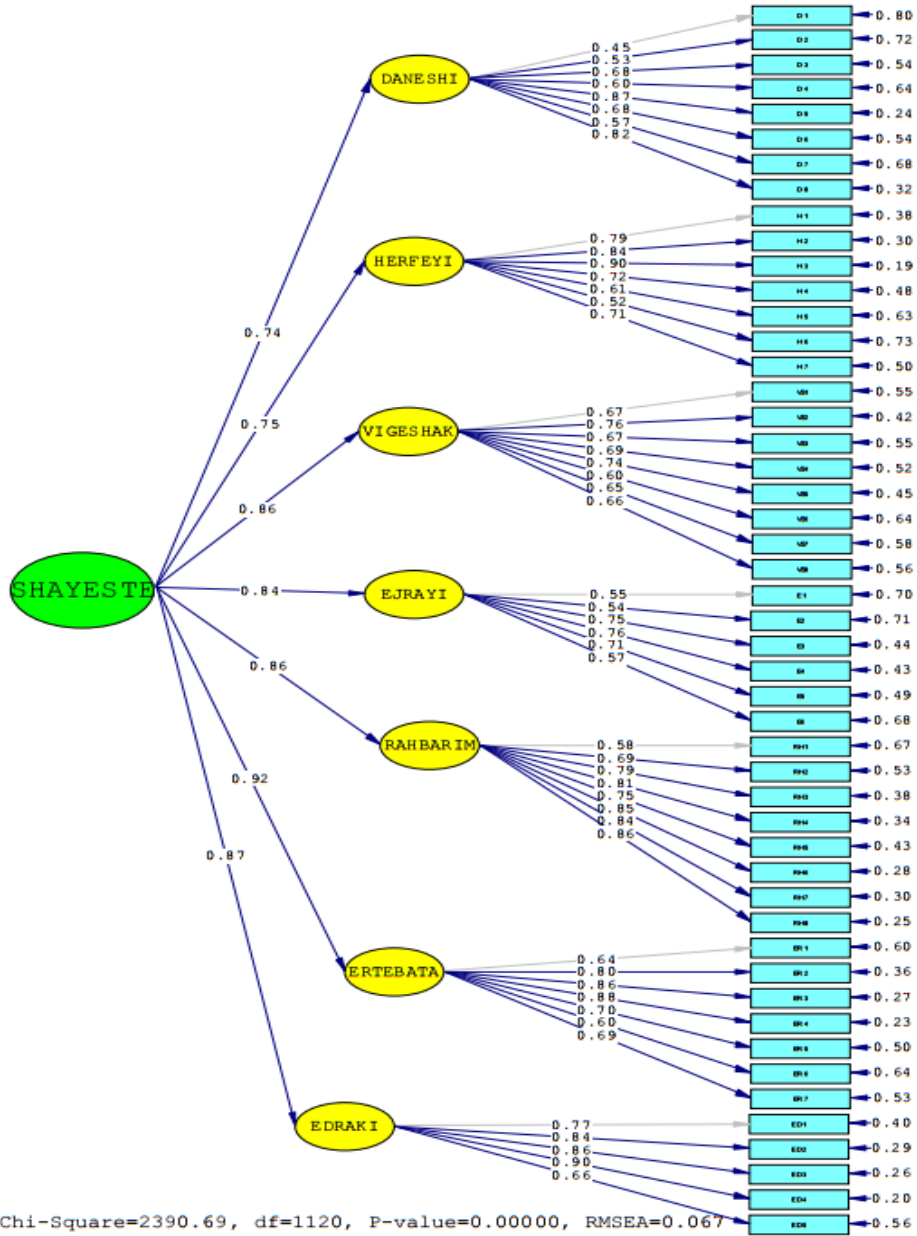 D1 0.80
0.45 D2 0.72
0.53
0.68 D3 0.54
DANESHI 0.60 D4 0.64
0.87 D5 0.24
0.68
0.57 D6 0.54
0.82
D7 0.68
D8 0.32
H1 0.38
0.79 H2 0.30
0.84
HERFEYI 0.90 H3 0.19
0.72 H4 0.48
0.61
0.52 H5 0.63
0.71
0.74 H6 0.73
H7 0.50
0.55
0.67 0.42
0.76
0.75 VIGESHAK 0.67 0.55
0.69 0.52
0.74
0.60 0.45
0.65
0.86 0.66 0.64
0.58
0.56
SHAYESTE 0.84 EJRAYI 0.55 E1 0.70
0.54 E2 0.71
0.75
0.76 E3 0.44
0.71
0.57 E4 0.43
0.86 E5 0.49
E6 0.68
RAHBARIM 0.58 RH1 0.67
0.69 RH2 0.53
0.92 0.79
0.81 RH3 0.38
0.75
0.85 RH4 0.34
0.84
0.86 RH5 0.43
0.87 RH6 0.28
RH7 0.30
RH8 0.25
ER1 0.60
0.64
ERTEBATA 0.80 ER2 0.36
0.86
0.88 ER3 0.27
0.70 ER4 0.23
0.60
0.69 ER5 0.50
ER6 0.64
ER7 0.53
EDRAKI 0.77 ED1 0.40
0.84 ED2 0.29
0.86
0.90 ED3 0.26
0.66
ED4 0.20
Chi-Square=2390.69, df=1120, P-value=0.00000, RMSEA=0.067 ED5 0.56